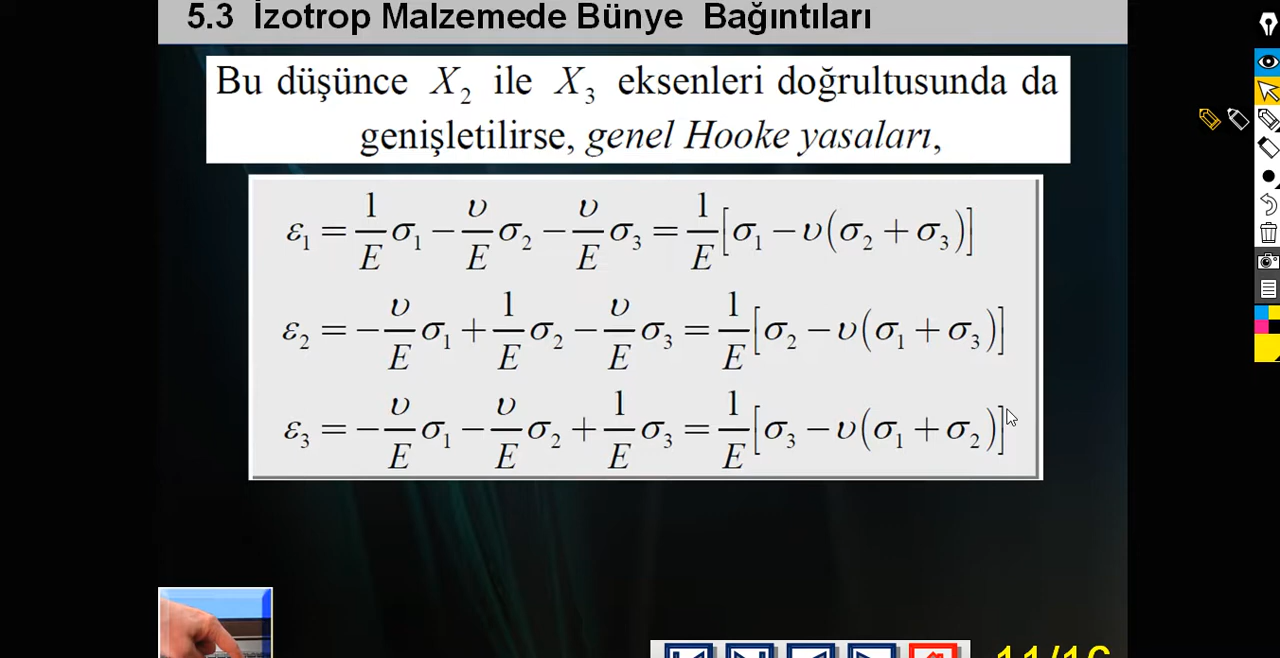 5.3 İzotrop Malzemede Bünye Bağıntıları
Bu düşünce X₂ ile X₃ eksenleri doğrultusunda da
genişletilirse, genel Hooke yasaları,
ε₁ = 1/E σ₁ − υ/E σ₂ − υ/E σ₃ = 1/E [σ₁ − υ(σ₂ + σ₃)]
ε₂ = − υ/E σ₁ + 1/E σ₂ − υ/E σ₃ = 1/E [σ₂ − υ(σ₁ + σ₃)]
ε₃ = − υ/E σ₁ − υ/E σ₂ + 1/E σ₃ = 1/E [σ₃ − υ(σ₁ + σ₂)]
11/16